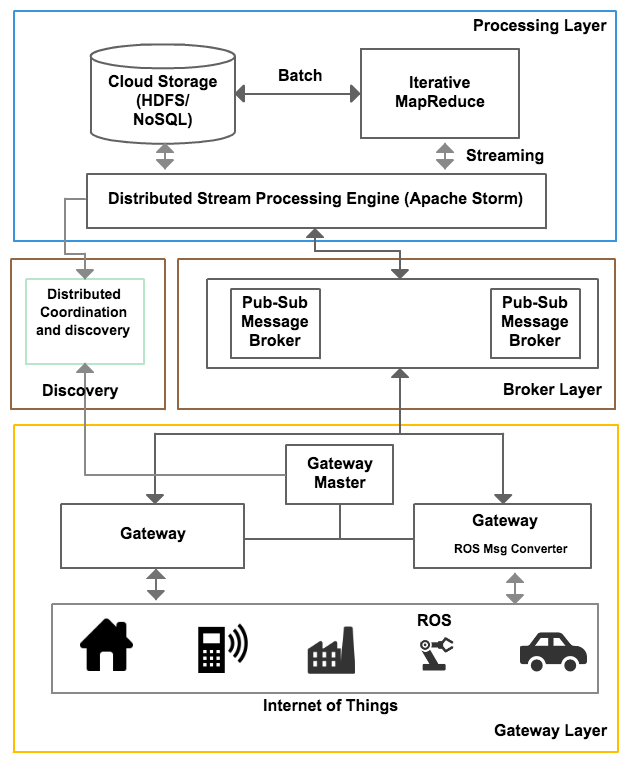 Processing Layer
Cloud Storage
(HDFS/
NoSQL)
Batch
Iterative
MapReduce
Streaming
Distributed Stream Processing Engine (Apache Storm)
Distributed
Coordination
and discovery
Discovery
Pub-Sub
Message
Broker
Pub-Sub
Message
Broker
Broker Layer
Gateway
Master
Gateway
Gateway
ROS Msg Converter
ROS
Internet of Things
Gateway Layer